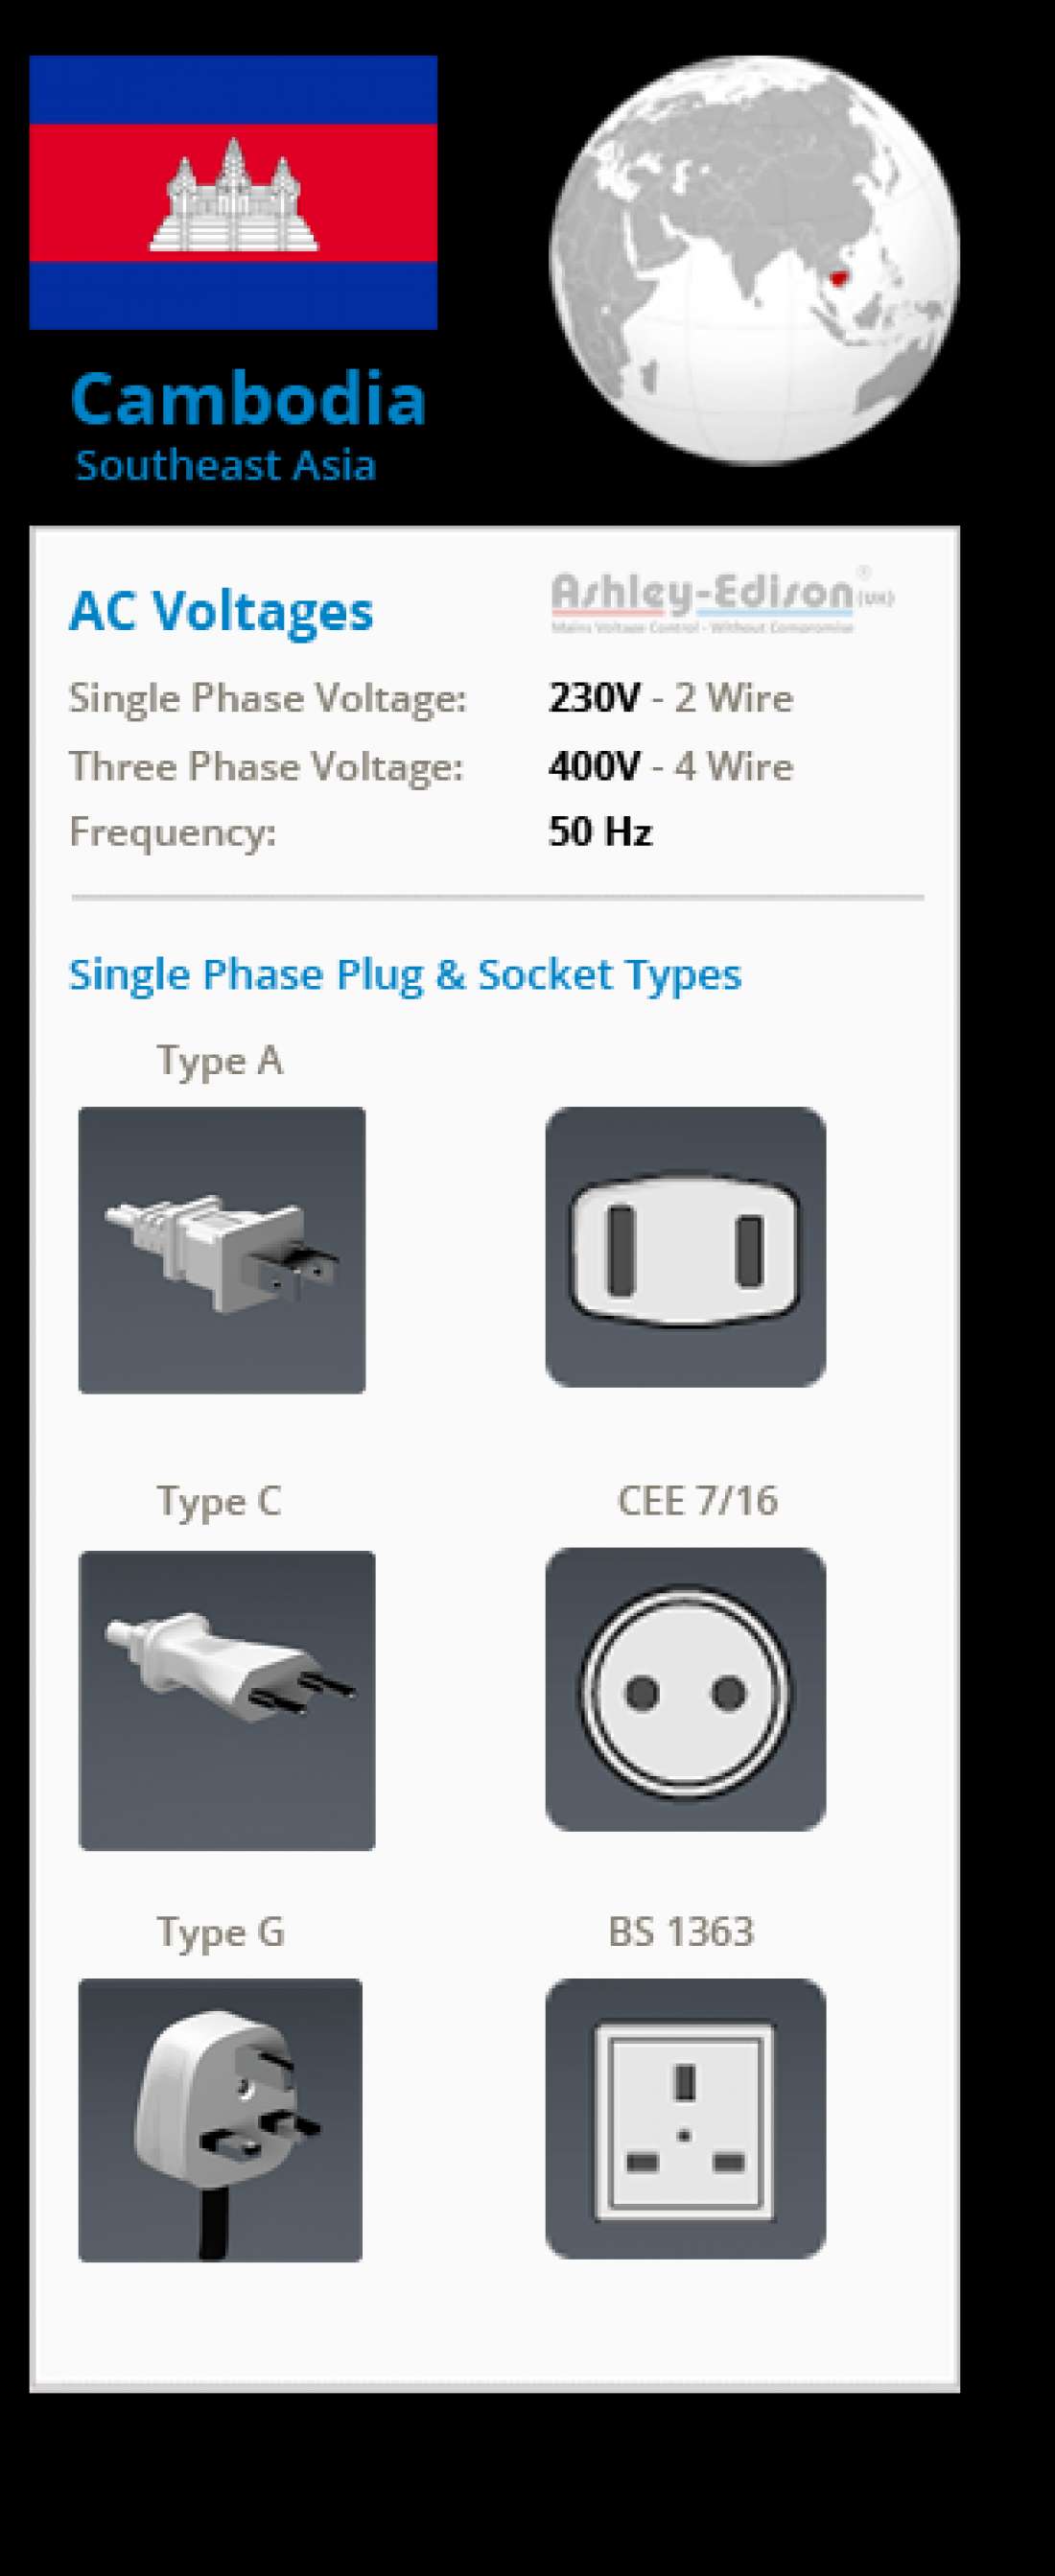 Cambodia
Southeast Asia
AC Voltages
Ashley-Edison® (UK)
Mains Voltage Control - Without Compromise
Single Phase Voltage: 230V - 2 Wire
Three Phase Voltage: 400V - 4 Wire
Frequency: 50 Hz
Single Phase Plug & Socket Types
Type A
Type C CEE 7/16
Type G BS 1363